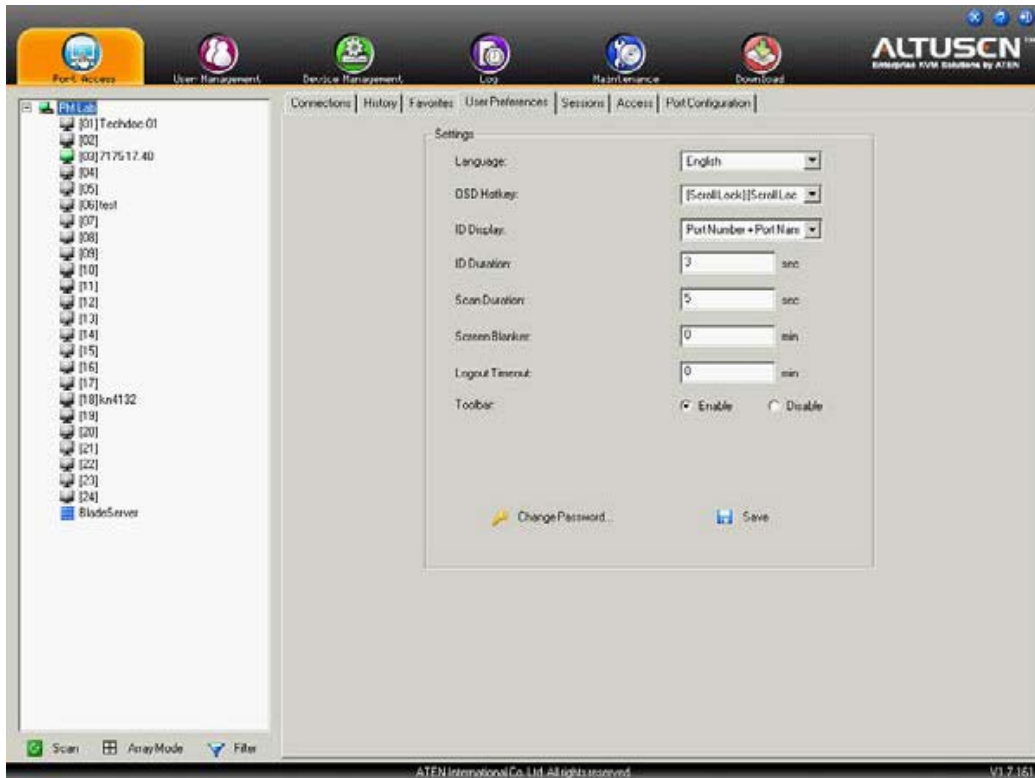 Port Access
User Management
Device Management
Log
Maintenance
Download
ALTUSEN™
Enterprise KVM Solutions by ATEN
PM Lab
[01]Techdoc-01
[02]
[03]717517.40
[04]
[05]
[06]test
[07]
[08]
[09]
[10]
[11]
[12]
[13]
[14]
[15]
[16]
[17]
[18]kn4132
[19]
[20]
[21]
[22]
[23]
[24]
BladeServer
Connections
History
Favorites
User Preferences
Sessions
Access
Port Configuration
Settings
Language:
English
OSD Hotkey:
[Scroll Lock][Scroll Loc
ID Display:
Port Number + Port Nam
ID Duration:
3
sec
Scan Duration:
5
sec
Screen Blanker:
0
min
Logout Timeout:
0
min
Toolbar:
Enable
Disable
Change Password...
Save
Scan
Array Mode
Filter
ATEN International Co. Ltd. All rights reserved.